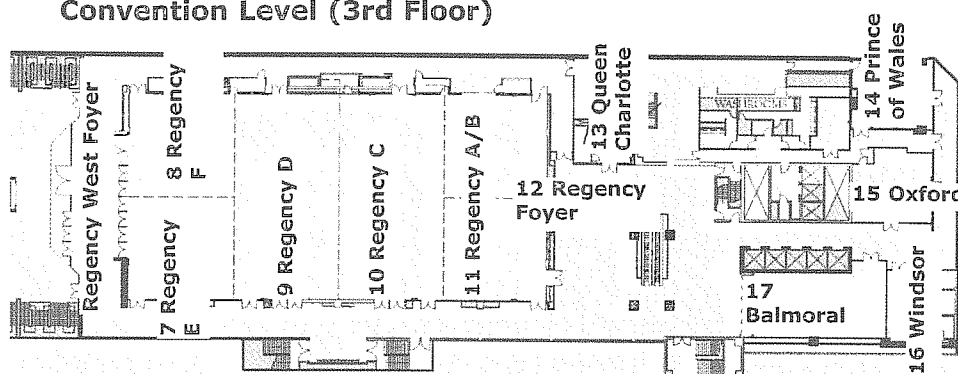 Convention Level (3rd Floor)
Regency West Foyer
8 Regency
F
7 Regency
E
9 Regency D
10 Regency C
11 Regency A/B
12 Regency
Foyer
13 Queen
Charlotte
WASHROOMS
14 Prince
of Wales
15 Oxford
16 Windsor
17
Balmoral